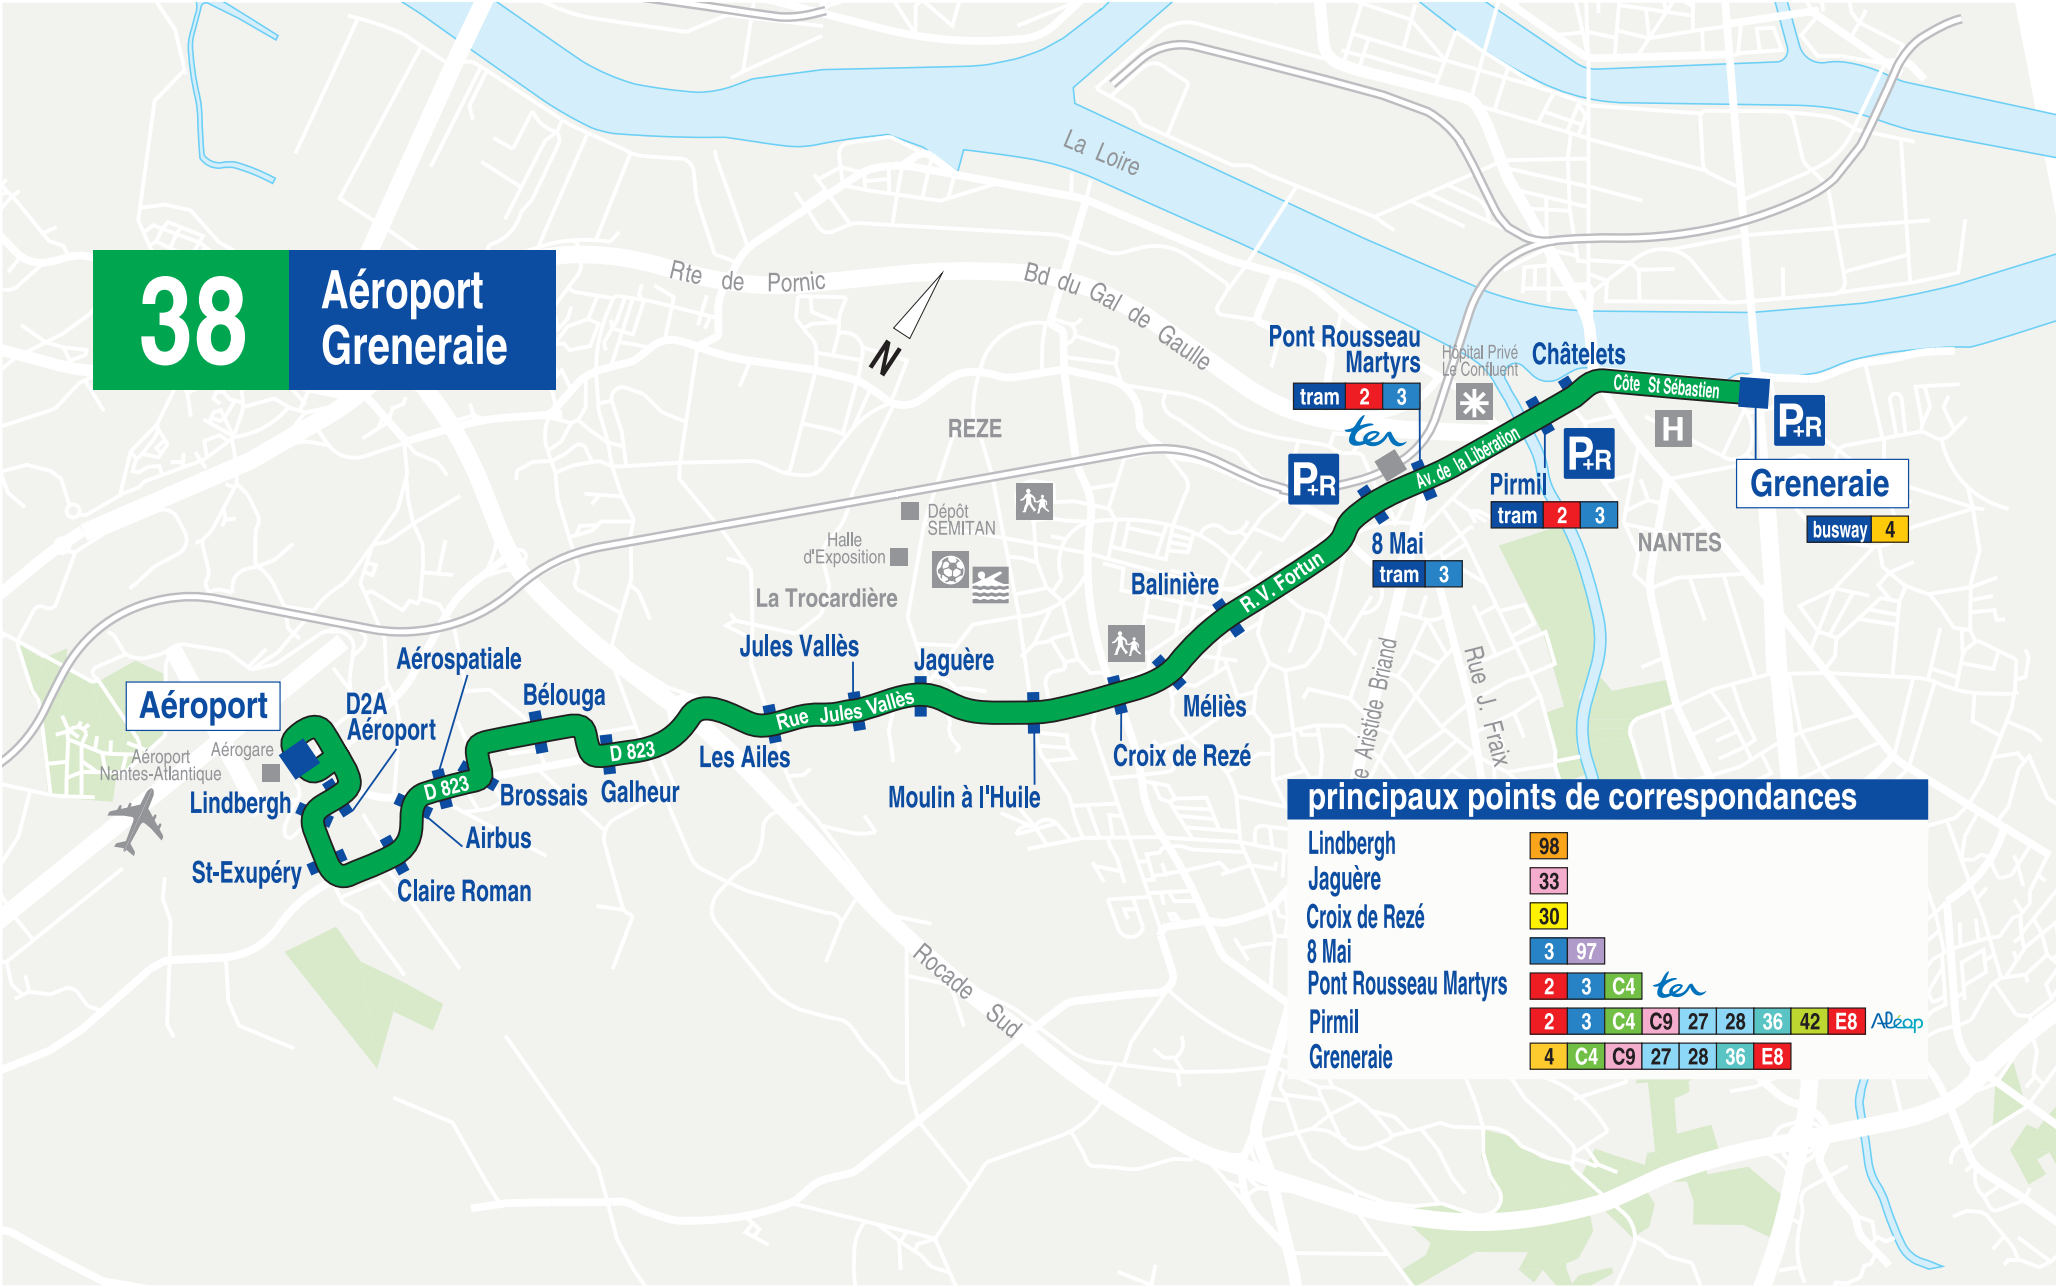 La Loire
38
Aéroport
Greneraie
Rte de Pornic
Bd du Gal de Gaulle
N
REZE
Pont Rousseau
Martyrs
tram 2 3
ter
Hôpital Privé
Le Confluent
Châtelets
Côte St Sébastien
H
P+R
P+R
P+R
Av. de la Libération
Pirmil
tram 2 3
Greneraie
busway 4
NANTES
Dépôt
SEMITAN
Halle
d'Exposition
La Trocardière
8 Mai
tram 3
R. V. Fortun
Balinière
Jules Vallès
Jaguère
Rue Jules Vallès
Méliès
Croix de Rezé
Moulin à l'Huile
Les Ailes
e Aristide Briand
Rue J. Fraix
Aérospatiale
D2A
Aéroport
Bélouga
D 823
D 823
Galheur
Brossais
Airbus
Claire Roman
St-Exupéry
Lindbergh
Aéroport
Aérogare
Aéroport
Nantes-Atlantique
Rocade Sud
principaux points de correspondances
Lindbergh 98
Jaguère 33
Croix de Rezé 30
8 Mai 3 97
Pont Rousseau Martyrs 2 3 C4 ter
Pirmil 2 3 C4 C9 27 28 36 42 E8 Aléop
Greneraie 4 C4 C9 27 28 36 E8